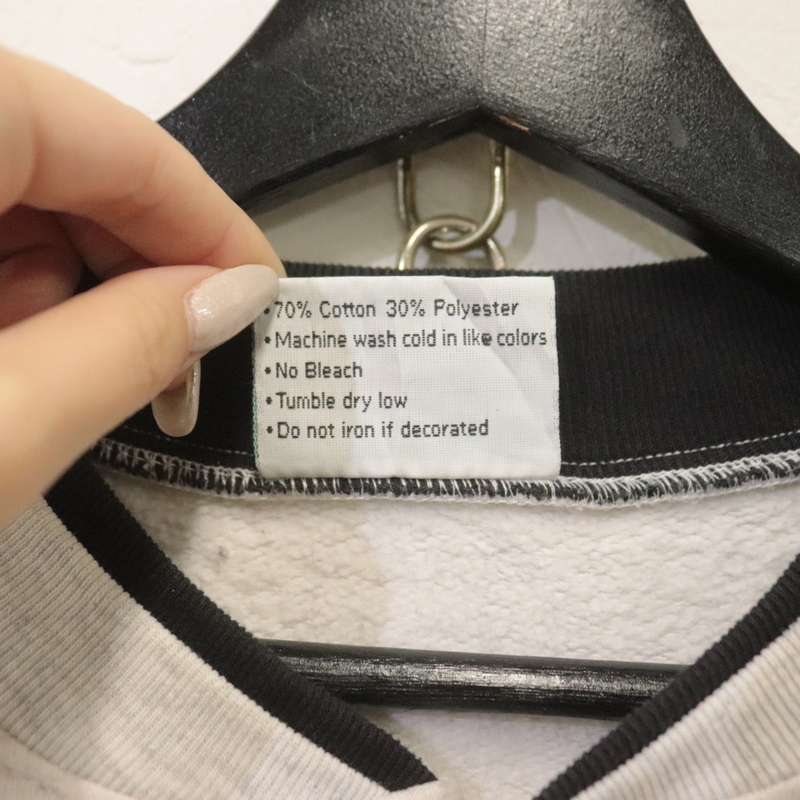 •70% Cotton 30% Polyester
•Machine wash cold in like colors
•No Bleach
•Tumble dry low
•Do not iron if decorated